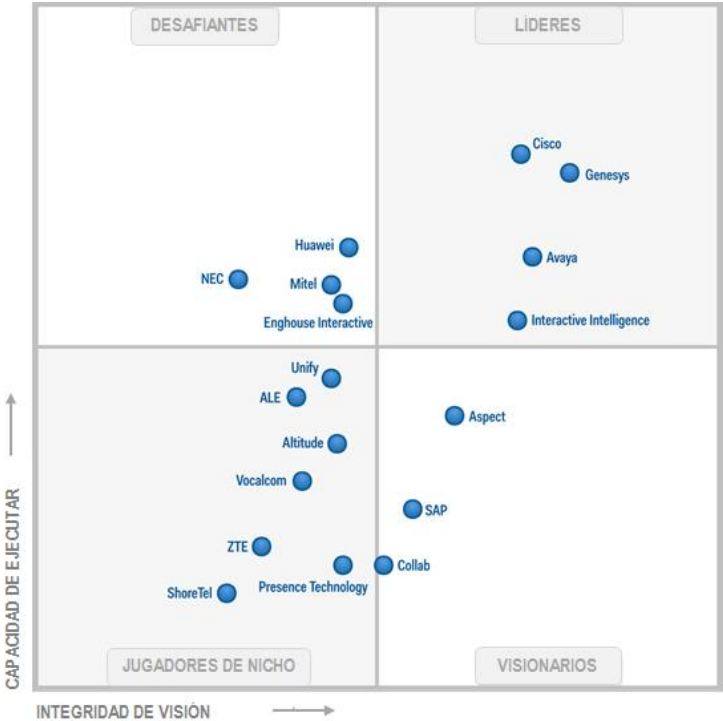 DESAFIANTES
LÍDERES
Cisco
Genesys
Huawei
Avaya
NEC
Mitel
Enghouse Interactive
Interactive Intelligence
Unify
ALE
Aspect
Altitude
Vocalcom
SAP
ZTE
Presence Technology
Collab
ShoreTel
JUGADORES DE NICHO
VISIONARIOS
CAPACIDAD DE EJECUTAR
INTEGRIDAD DE VISIÓN